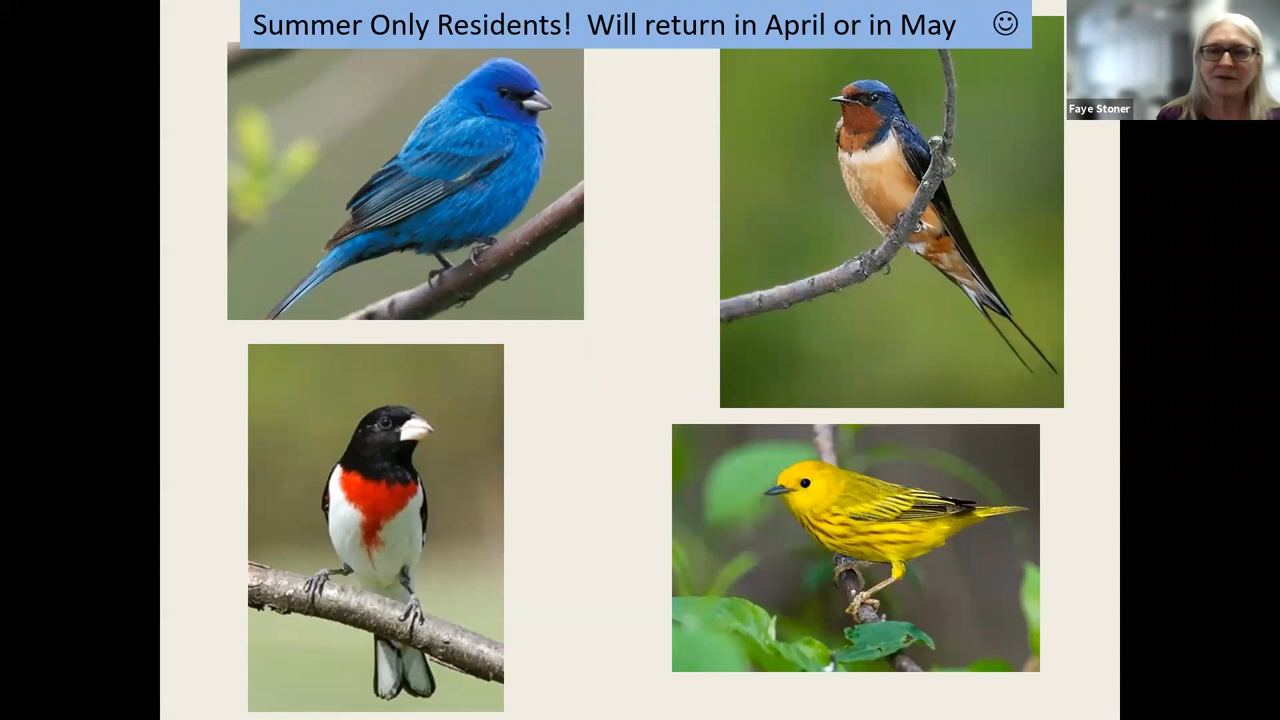 Summer Only Residents!  Will return in April or in May ☺
Faye Stoner